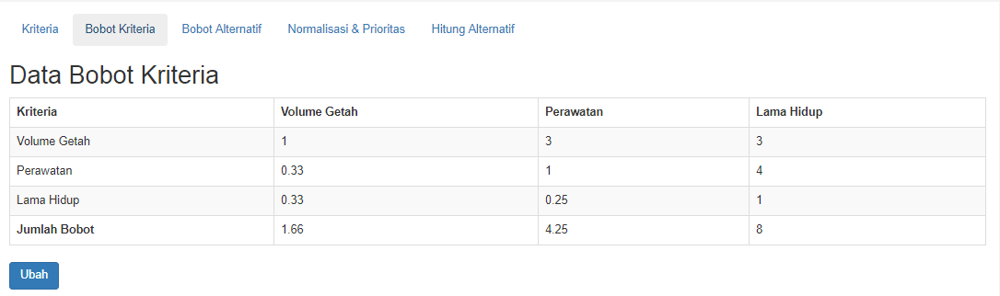 Kriteria Bobot Kriteria Bobot Alternatif Normalisasi & Prioritas Hitung Alternatif
Data Bobot Kriteria
Kriteria Volume Getah Perawatan Lama Hidup
Volume Getah 1 3 3
Perawatan 0.33 1 4
Lama Hidup 0.33 0.25 1
Jumlah Bobot 1.66 4.25 8
Ubah